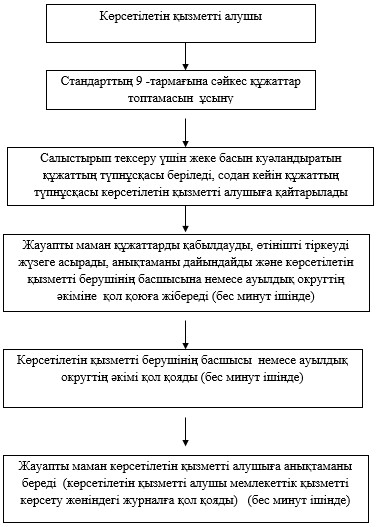 Көрсетілетін қызметті алушы
Стандарттың 9 -тармағына сәйкес құжаттар
топтамасын ұсыну
Салыстырып тексеру үшін жеке басын куәландыратын
құжаттың түпнұсқасы беріледі, содан кейін құжаттың
түпнұсқасы көрсетілетін қызметті алушыға қайтарылады
Жауапты маман құжаттарды қабылдауды, өтінішті тіркеуді
жүзеге асырады, анықтаманы дайындайды және көрсетілетін
қызметті берушінің басшысына немесе ауылдық округтің
әкіміне қол қоюға жібереді (бес минут ішінде)
Көрсетілетін қызметті берушінің басшысы немесе ауылдық
округтің әкімі қол қояды (бес минут ішінде)
Жауапты маман көрсетілетін қызметті алушыға анықтаманы
береді (көрсетілетін қызметті алушы мемлекеттік қызметті
көрсету жөніндегі журналға қол қояды) (бес минут ішінде)